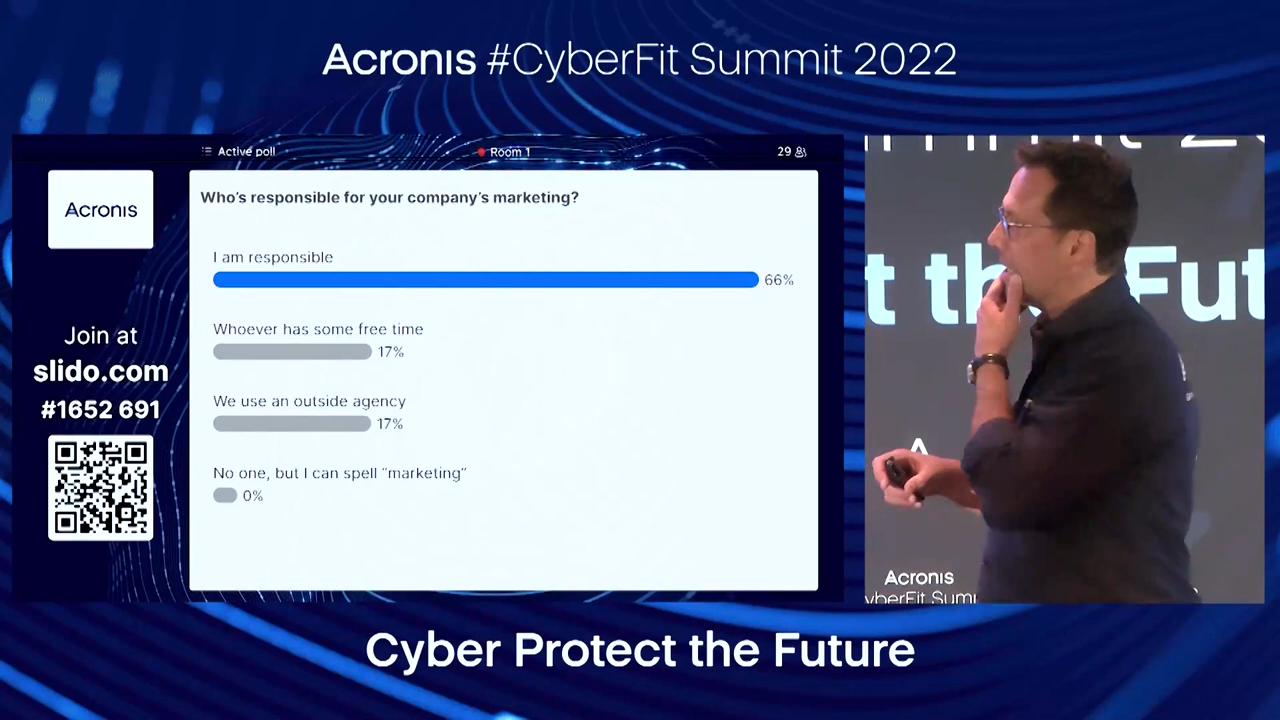 Acronis #CyberFit Summit 2022
Active poll
Room 1
29
Acronis
Who's responsible for your company's marketing?
I am responsible
66%
Whoever has some free time
17%
We use an outside agency
17%
No one, but I can spell “marketing”
0%
Join at
slido.com
#1652 691
Acronis
Cyber Protect the Future